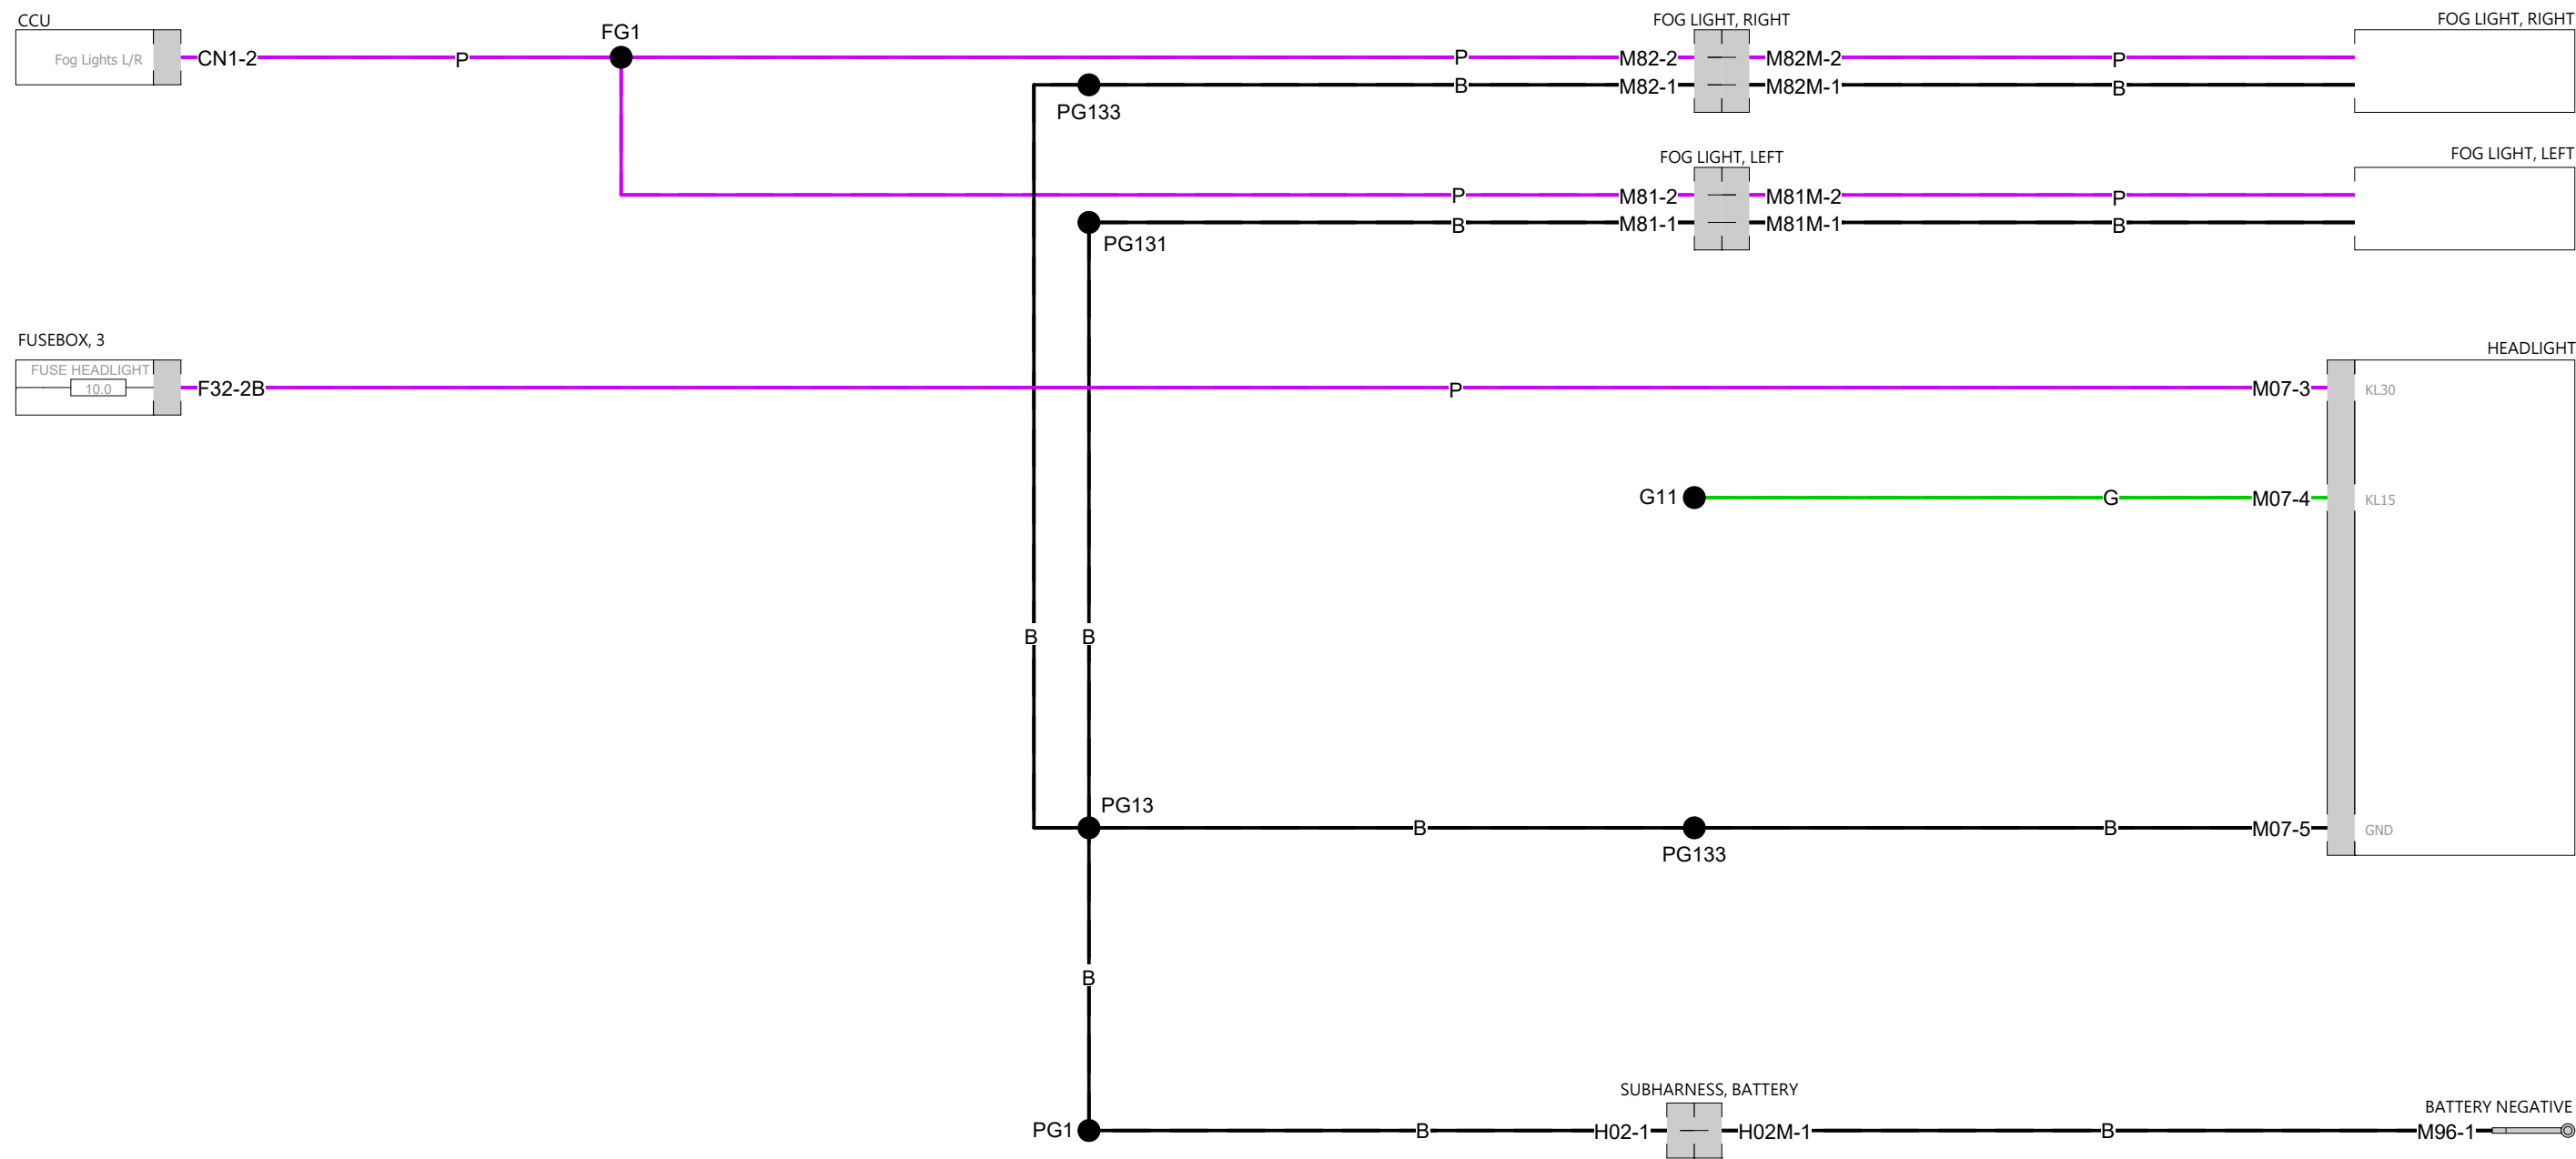 CCU
FOG LIGHT, RIGHT
FOG LIGHT, RIGHT
FG1
Fog Lights L/R CN1-2 P P M82-2 M82M-2 P
B M82-1 M82M-1 B
PG133
FOG LIGHT, LEFT
FOG LIGHT, LEFT
P M81-2 M81M-2 P
B M81-1 M81M-1 B
PG131
FUSEBOX, 3
HEADLIGHT
FUSE HEADLIGHT
10.0 F32-2B P M07-3 KL30
G11 G M07-4 KL15
B B
PG13
B B M07-5 GND
PG133
B
SUBHARNESS, BATTERY
BATTERY NEGATIVE
PG1 B H02-1 H02M-1 B M96-1